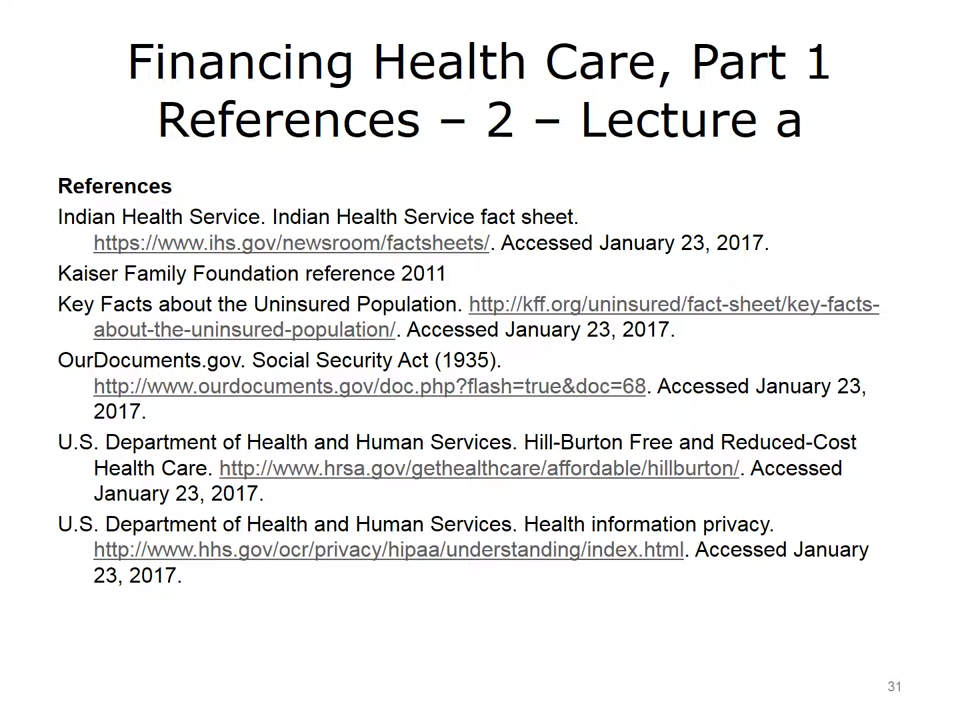 Financing Health Care, Part 1
References – 2 – Lecture a
References
Indian Health Service. Indian Health Service fact sheet.
https://www.ihs.gov/newsroom/factsheets/. Accessed January 23, 2017.
Kaiser Family Foundation reference 2011
Key Facts about the Uninsured Population. http://kff.org/uninsured/fact-sheet/key-facts-
about-the-uninsured-population/. Accessed January 23, 2017.
OurDocuments.gov. Social Security Act (1935).
http://www.ourdocuments.gov/doc.php?flash=true&doc=68. Accessed January 23,
2017.
U.S. Department of Health and Human Services. Hill-Burton Free and Reduced-Cost
Health Care. http://www.hrsa.gov/gethealthcare/affordable/hillburton/. Accessed
January 23, 2017.
U.S. Department of Health and Human Services. Health information privacy.
http://www.hhs.gov/ocr/privacy/hipaa/understanding/index.html. Accessed January
23, 2017.
31